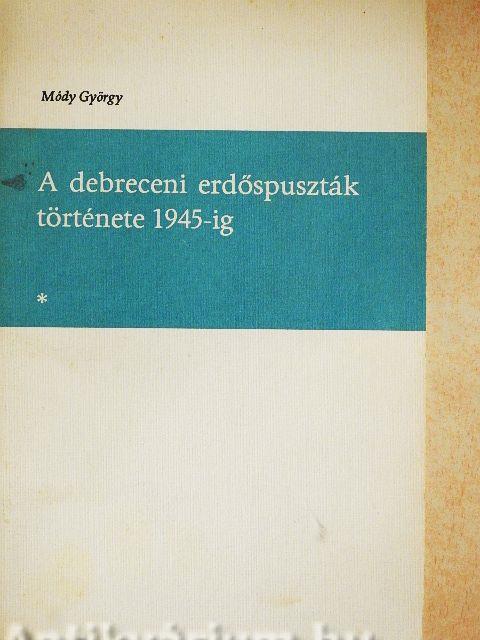 Módy György
A debreceni erdőspuszták
története 1945-ig
*